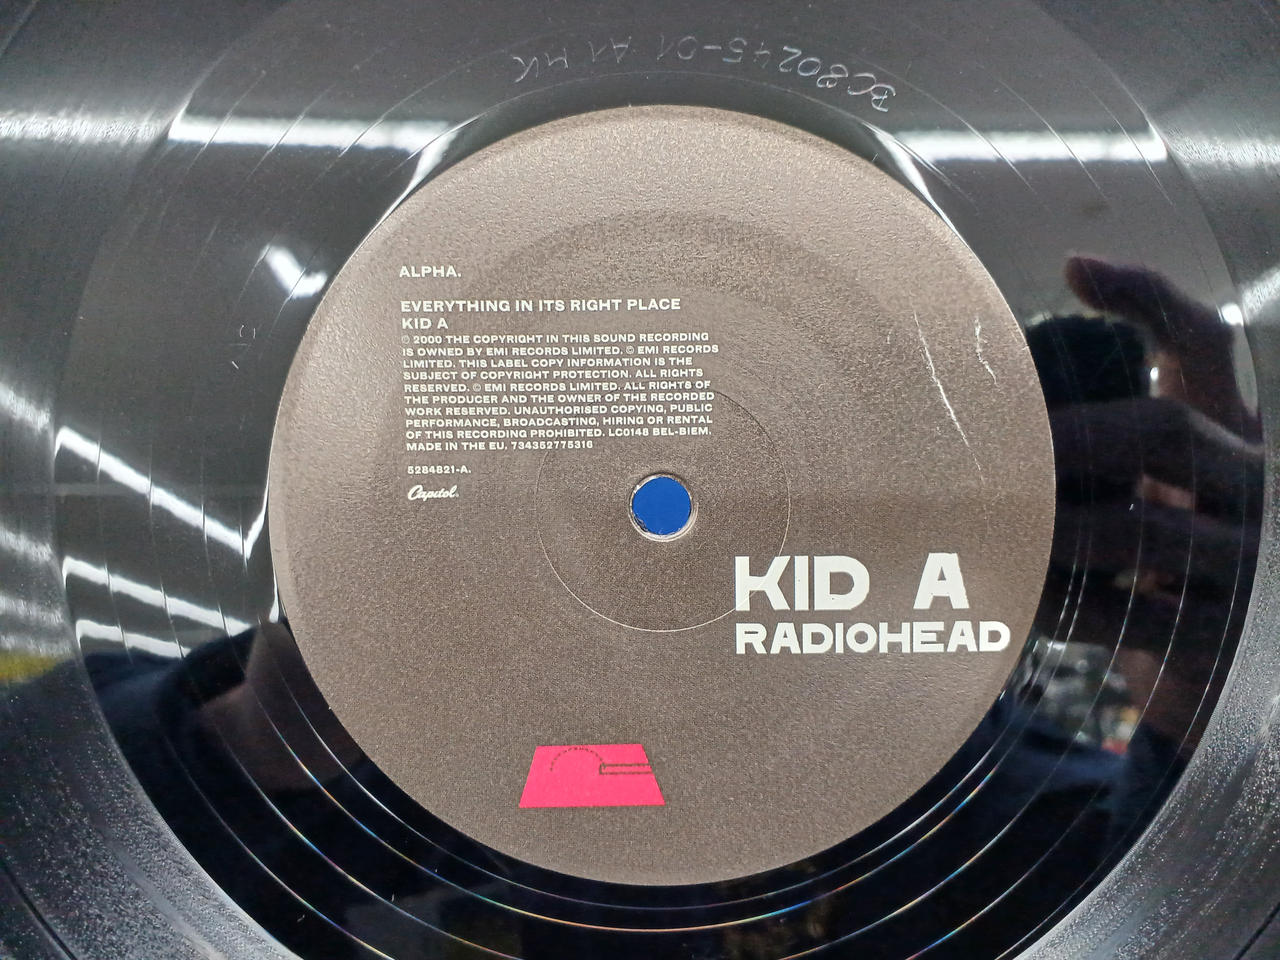 BC80245-01 A1 MK
ALPHA.
EVERYTHING IN ITS RIGHT PLACE
KID A
℗ 2000 THE COPYRIGHT IN THIS SOUND RECORDING
IS OWNED BY EMI RECORDS LIMITED. © EMI RECORDS
LIMITED. THIS LABEL COPY INFORMATION IS THE
SUBJECT OF COPYRIGHT PROTECTION. ALL RIGHTS
RESERVED. © EMI RECORDS LIMITED. ALL RIGHTS OF
THE PRODUCER AND THE OWNER OF THE RECORDED
WORK RESERVED. UNAUTHORISED COPYING, PUBLIC
PERFORMANCE, BROADCASTING, HIRING OR RENTAL
OF THIS RECORDING PROHIBITED. LC0148 BEL-BIEM.
MADE IN THE EU. 734352775316
5284821-A.
Capitol.
KID A
RADIOHEAD